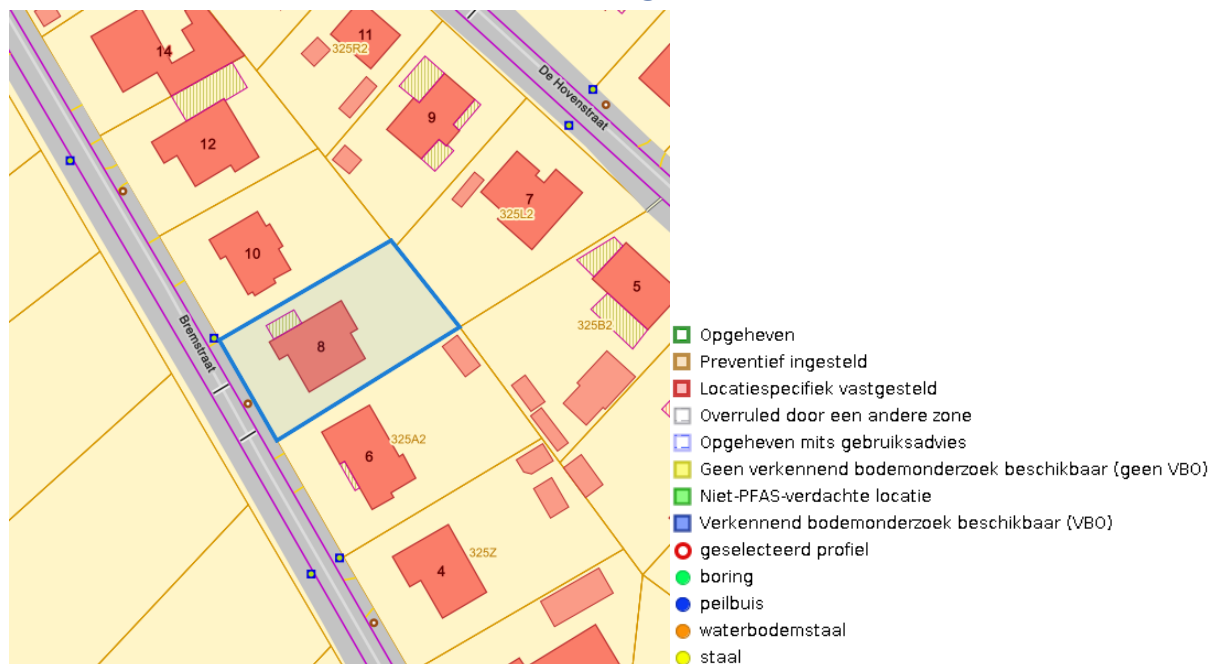 14
11
325R2
De Hovenstraat
9
12
7
325L2
10
5
325B2
Bremstraat
8
325A2
6
325Z
4
Opgeheven
Preventief ingesteld
Locatiespecifiek vastgesteld
Overruled door een andere zone
Opgeheven mits gebruiksadvies
Geen verkennend bodemonderzoek beschikbaar (geen VBO)
Niet-PFAS-verdachte locatie
Verkennend bodemonderzoek beschikbaar (VBO)
geselecteerd profiel
boring
peilbuis
waterbodemstaal
staal